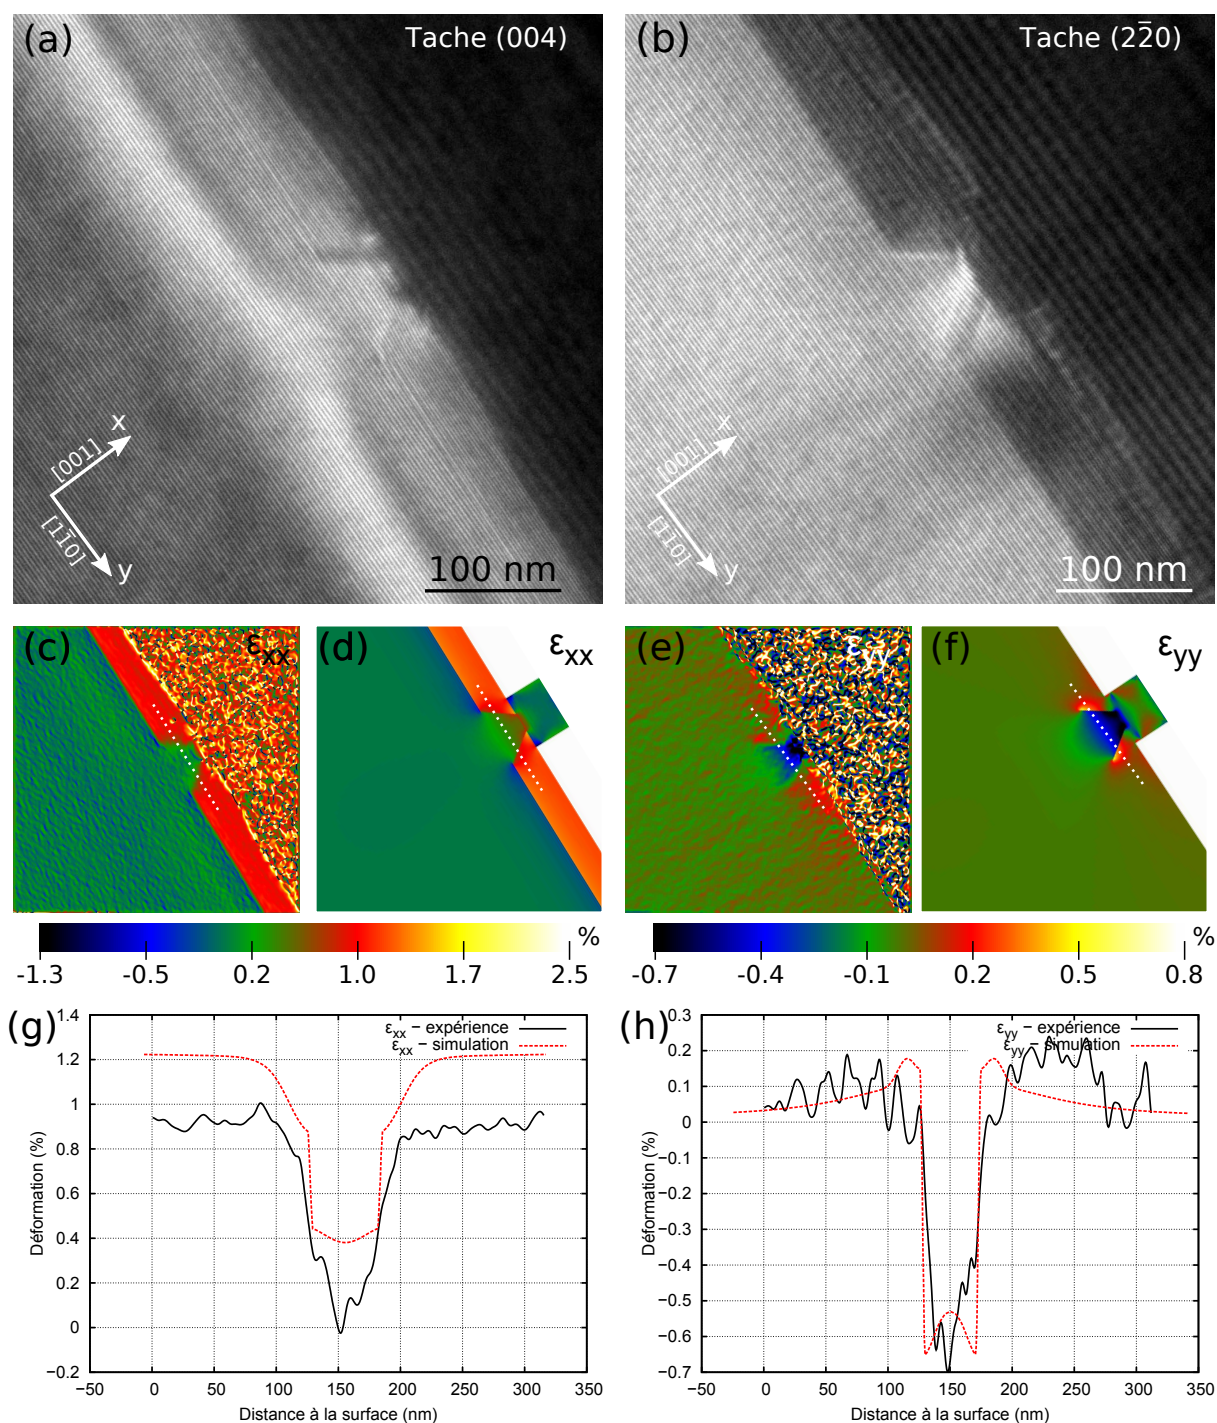 (a) Tache (004)
[001] x
[11̄0] y
100 nm
(b) Tache (22̄0)
[001] x
[11̄0] y
100 nm
(c) εxx
(d) εxx
(e) εyy
(f) εyy
%
-1.3 -0.5 0.2 1.0 1.7 2.5
%
-0.7 -0.4 -0.1 0.2 0.5 0.8
(g)
εxx − expérience
εxx − simulation
1.4
1.2
1
0.8
0.6
0.4
0.2
0
−0.2
Déformation (%)
−50 0 50 100 150 200 250 300 350
Distance à la surface (nm)
(h)
εyy − expérience
εyy − simulation
0.3
0.2
0.1
0
−0.1
−0.2
−0.3
−0.4
−0.5
−0.6
−0.7
Déformation (%)
−50 0 50 100 150 200 250 300 350
Distance à la surface (nm)